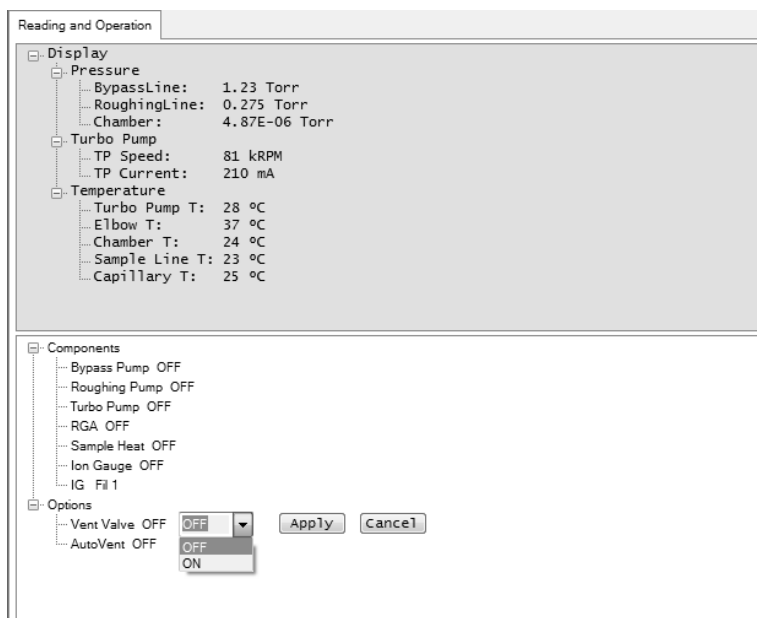 Reading and Operation
Display
Pressure
BypassLine: 1.23 Torr
RoughingLine: 0.275 Torr
Chamber: 4.87E-06 Torr
Turbo Pump
TP Speed: 81 kRPM
TP Current: 210 mA
Temperature
Turbo Pump T: 28 ºC
Elbow T: 37 ºC
Chamber T: 24 ºC
Sample Line T: 23 ºC
Capillary T: 25 ºC
Components
Bypass Pump OFF
Roughing Pump OFF
Turbo Pump OFF
RGA OFF
Sample Heat OFF
Ion Gauge OFF
IG Fil 1
Options
Vent Valve OFF OFF Apply Cancel
AutoVent OFF OFF
ON